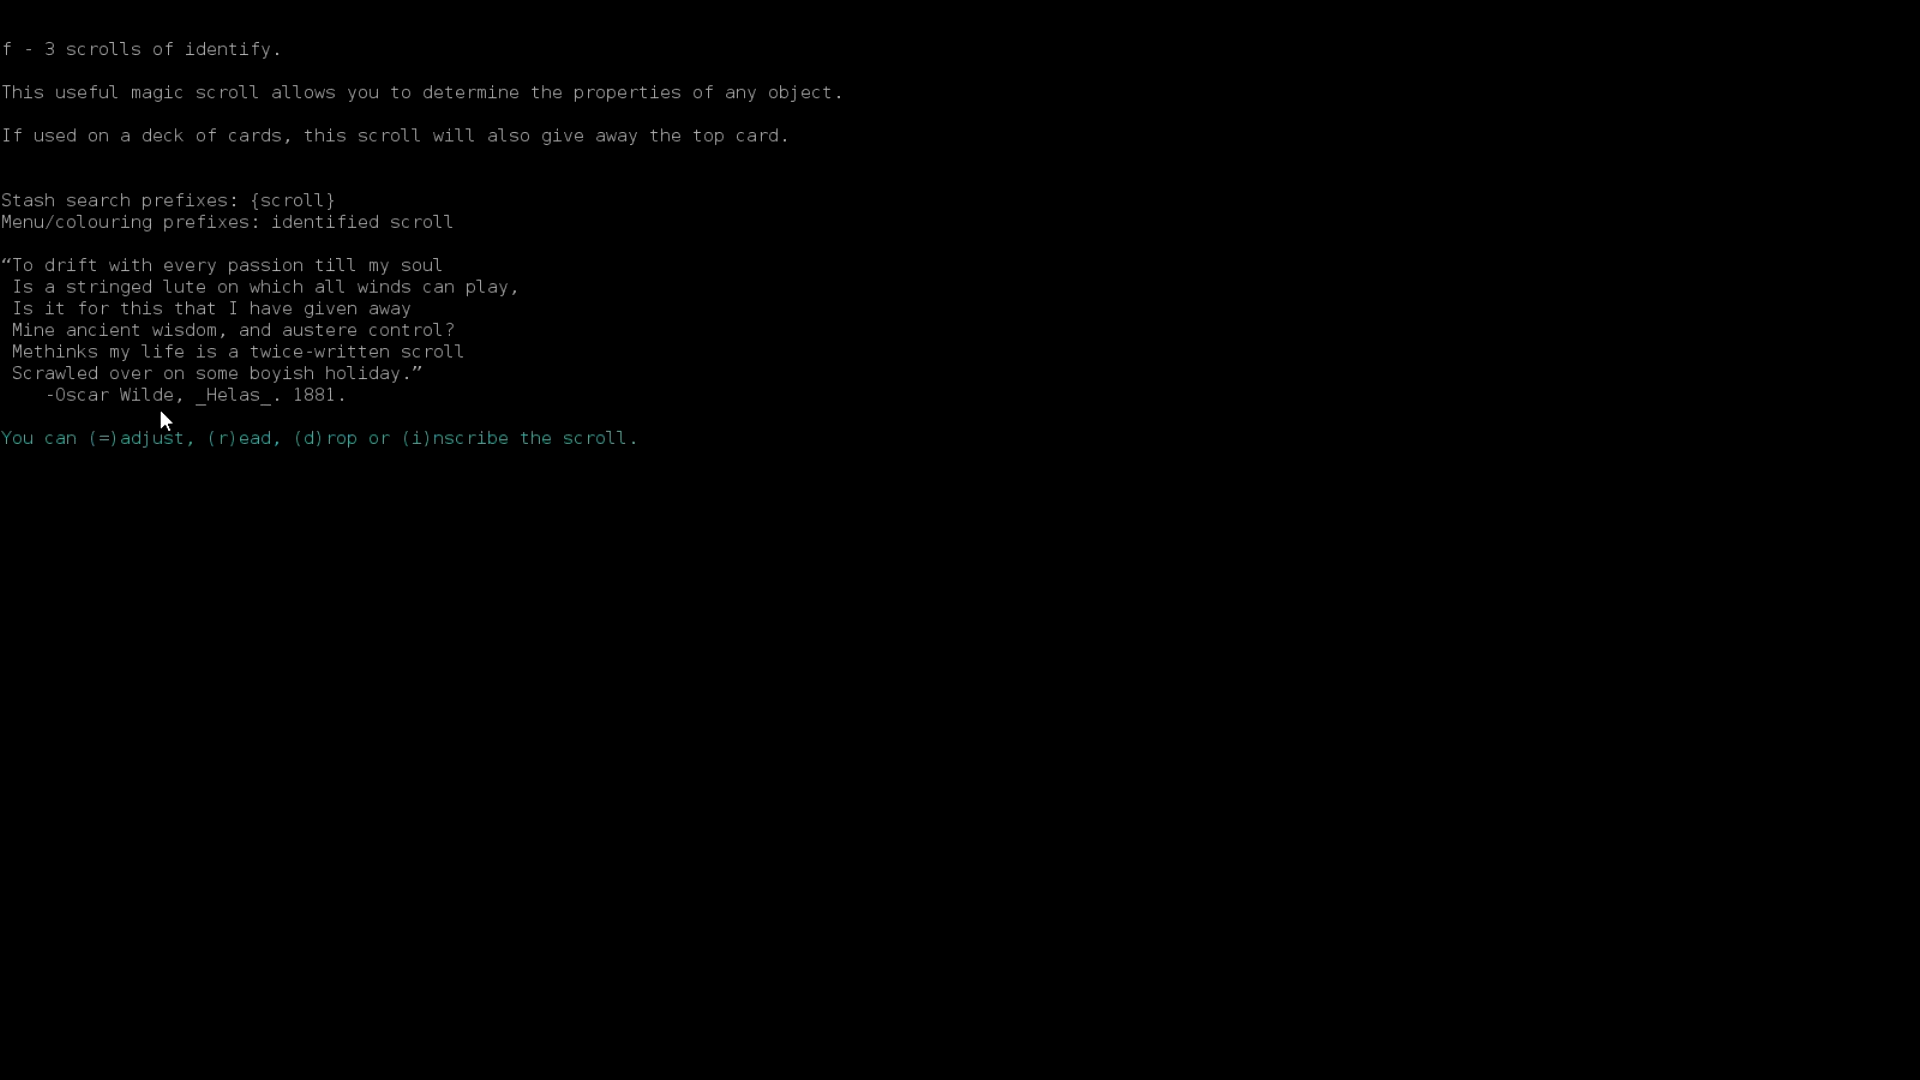 f - 3 scrolls of identify.
This useful magic scroll allows you to determine the properties of any object.
If used on a deck of cards, this scroll will also give away the top card.
Stash search prefixes: {scroll}
Menu/colouring prefixes: identified scroll
“To drift with every passion till my soul
Is a stringed lute on which all winds can play,
Is it for this that I have given away
Mine ancient wisdom, and austere control?
Methinks my life is a twice-written scroll
Scrawled over on some boyish holiday.”
-Oscar Wilde, _Helas_. 1881.
You can (=)adjust, (r)ead, (d)rop or (i)nscribe the scroll.